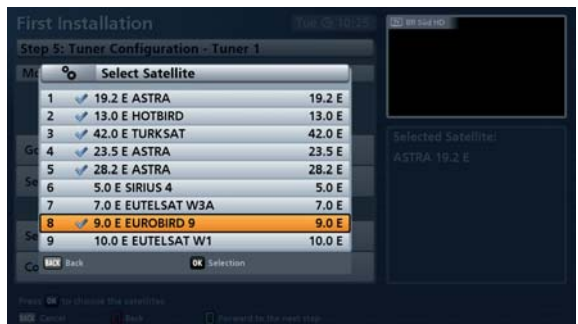 First Installation
Tue 10:25
BR Süd HD
Step 5: Tuner Configuration - Tuner 1
Select Satellite
1 19.2 E ASTRA 19.2 E
2 13.0 E HOTBIRD 13.0 E
3 42.0 E TURKSAT 42.0 E
4 23.5 E ASTRA 23.5 E
5 28.2 E ASTRA 28.2 E
6 5.0 E SIRIUS 4 5.0 E
7 7.0 E EUTELSAT W3A 7.0 E
8 9.0 E EUROBIRD 9 9.0 E
9 10.0 E EUTELSAT W1 10.0 E
BACK Back OK Selection
Selected Satellite:
ASTRA 19.2 E
Press OK to choose the satellites
BACK Cancel Back Forward to the next step